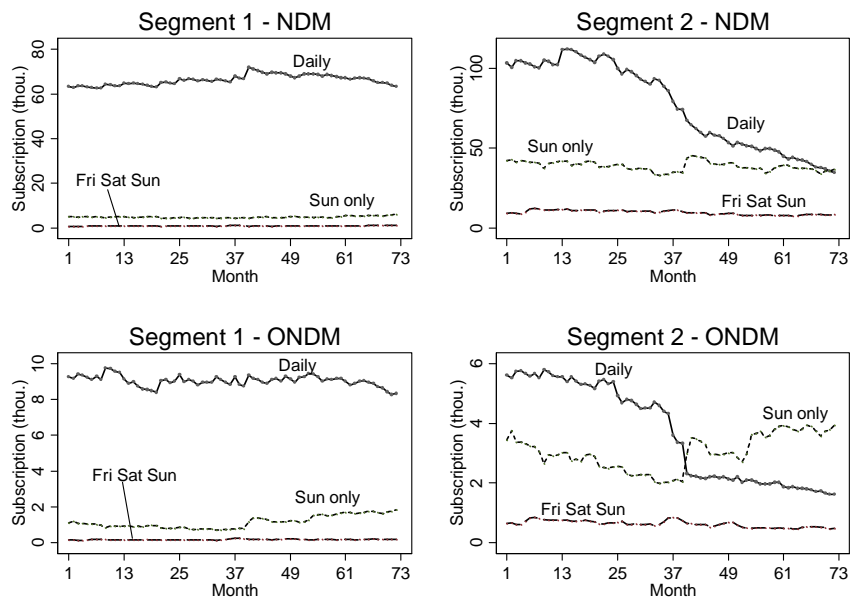 Segment 1 - NDM
Subscription (thou.)
80
60
40
20
0
Daily
Fri Sat Sun
Sun only
1 13 25 37 49 61 73
Month
Segment 2 - NDM
Subscription (thou.)
100
50
0
Daily
Sun only
Fri Sat Sun
1 13 25 37 49 61 73
Month
Segment 1 - ONDM
Subscription (thou.)
10
8
6
4
2
0
Daily
Fri Sat Sun
Sun only
1 13 25 37 49 61 73
Month
Segment 2 - ONDM
Subscription (thou.)
6
4
2
0
Daily
Sun only
Fri Sat Sun
1 13 25 37 49 61 73
Month